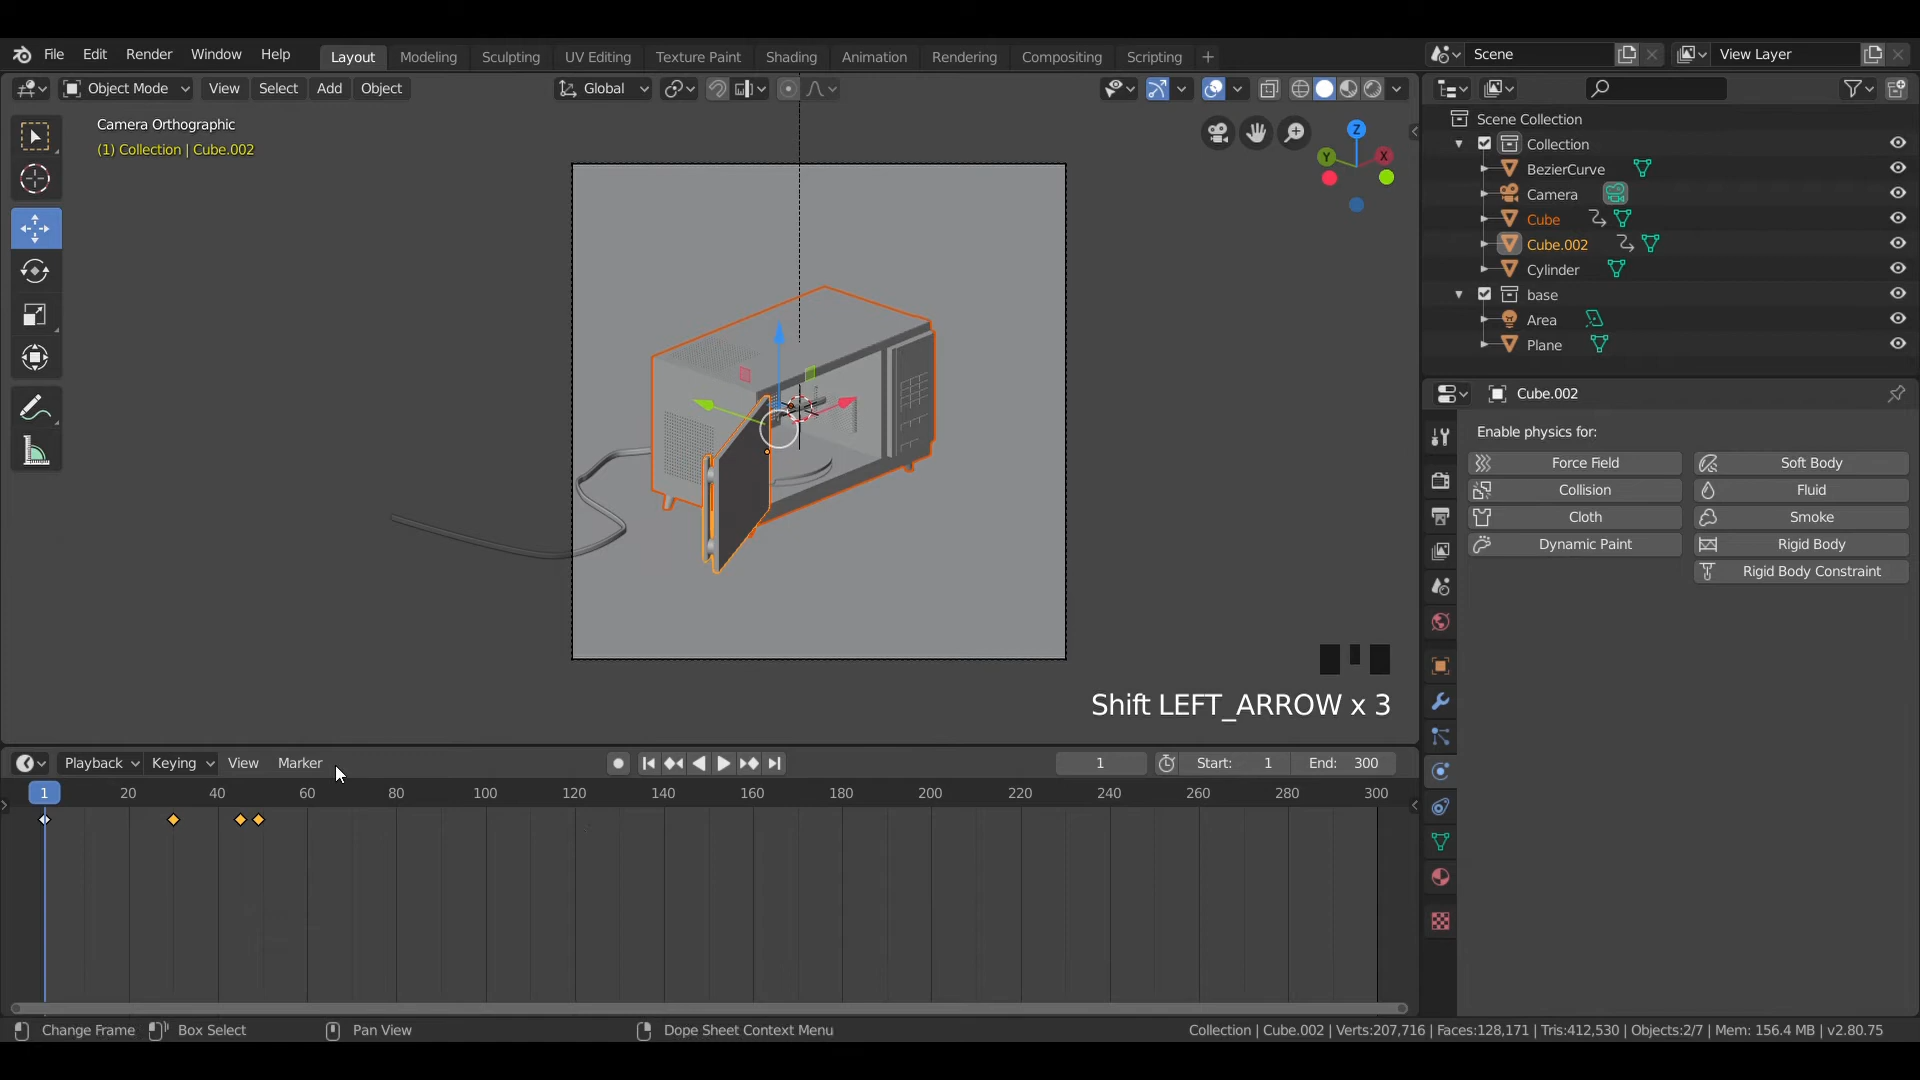 File Edit Render Window Help Layout Modeling Sculpting UV Editing Texture Paint Shading Animation Rendering Compositing Scripting + Scene View Layer
Object Mode View Select Add Object Global
Camera Orthographic
(1) Collection | Cube.002
Z
Y X
Scene Collection
Collection
BezierCurve
Camera
Cube
Cube.002
Cylinder
base
Area
Plane
Cube.002
Enable physics for:
Force Field Soft Body
Collision Fluid
Cloth Smoke
Dynamic Paint Rigid Body
Rigid Body Constraint
Shift LEFT_ARROW x 3
Playback Keying View Marker 1 Start: 1 End: 300
1 20 40 60 80 100 120 140 160 180 200 220 240 260 280 300
Change Frame Box Select Pan View Dope Sheet Context Menu Collection | Cube.002 | Verts:207,716 | Faces:128,171 | Tris:412,530 | Objects:2/7 | Mem: 156.4 MB | v2.80.75